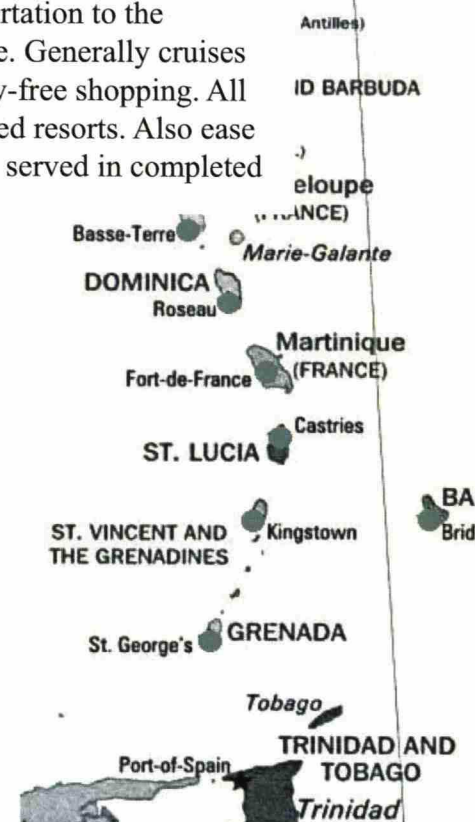 rtation to the
e. Generally cruises
y-free shopping. All
ed resorts. Also ease
served in completed
Antilles)
ID BARBUDA
eloupe
(FRANCE)
Basse-Terre
Marie-Galante
DOMINICA
Roseau
Martinique
(FRANCE)
Fort-de-France
Castries
ST. LUCIA
BA
Brid
ST. VINCENT AND
THE GRENADINES
Kingstown
GRENADA
St. George's
Tobago
TRINIDAD AND
TOBAGO
Port-of-Spain
Trinidad